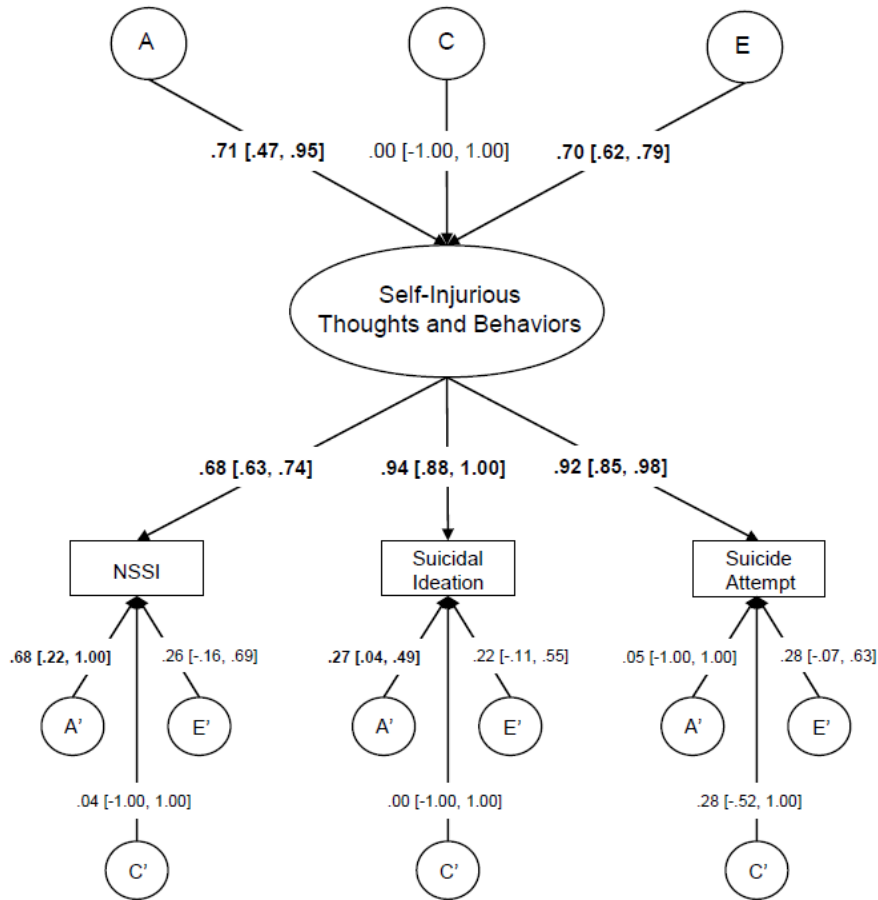 A
C
E
.71 [.47, .95]
.00 [-1.00, 1.00]
.70 [.62, .79]
Self-Injurious
Thoughts and Behaviors
.68 [.63, .74]
.94 [.88, 1.00]
.92 [.85, .98]
NSSI
Suicidal
Ideation
Suicide
Attempt
.68 [.22, 1.00]
.26 [-.16, .69]
.27 [.04, .49]
.22 [-.11, .55]
.05 [-1.00, 1.00]
.28 [-.07, .63]
A’
E’
A’
E’
A’
E’
.04 [-1.00, 1.00]
.00 [-1.00, 1.00]
.28 [-.52, 1.00]
C’
C’
C’